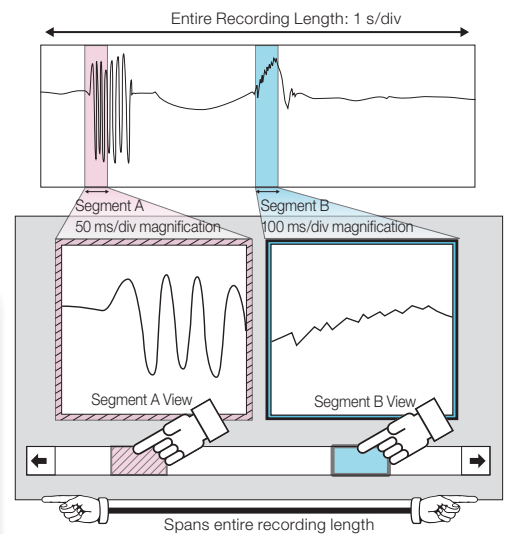 Entire Recording Length: 1 s/div
Segment A
50 ms/div magnification
Segment B
100 ms/div magnification
Segment A View
Segment B View
Spans entire recording length